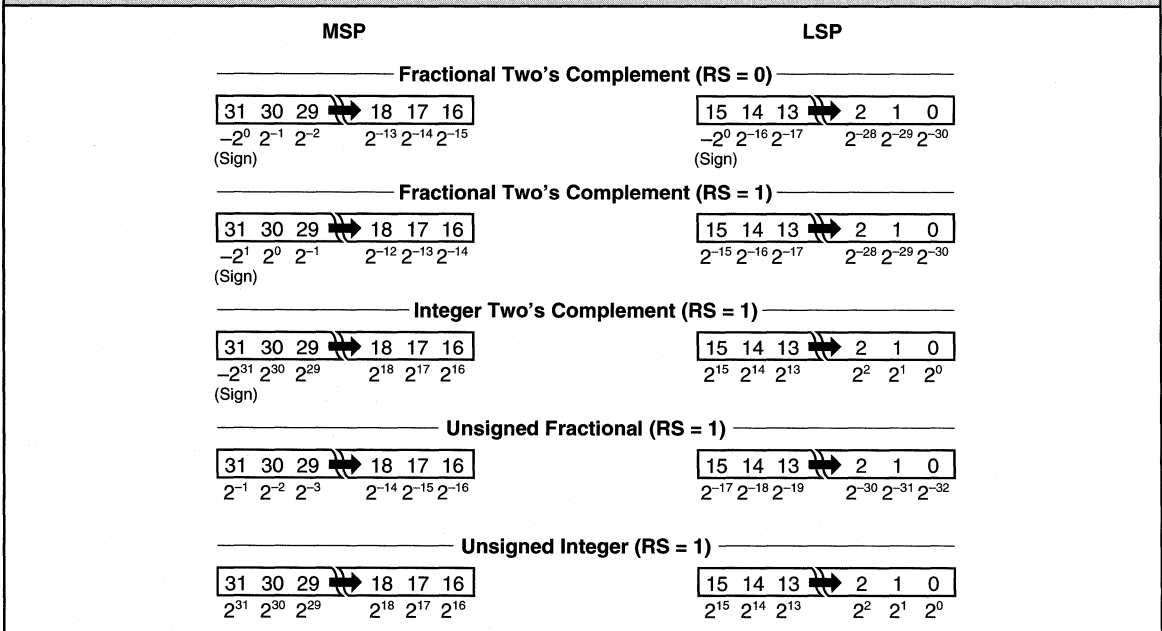 MSP LSP
Fractional Two's Complement (RS = 0)
31 30 29 18 17 16 15 14 13 2 1 0
–2⁰ 2⁻¹ 2⁻² 2⁻¹³ 2⁻¹⁴ 2⁻¹⁵ –2⁰ 2⁻¹⁶ 2⁻¹⁷ 2⁻²⁸ 2⁻²⁹ 2⁻³⁰
(Sign) (Sign)
Fractional Two's Complement (RS = 1)
31 30 29 18 17 16 15 14 13 2 1 0
–2¹ 2⁰ 2⁻¹ 2⁻¹² 2⁻¹³ 2⁻¹⁴ 2⁻¹⁵ 2⁻¹⁶ 2⁻¹⁷ 2⁻²⁸ 2⁻²⁹ 2⁻³⁰
(Sign)
Integer Two's Complement (RS = 1)
31 30 29 18 17 16 15 14 13 2 1 0
–2³¹ 2³⁰ 2²⁹ 2¹⁸ 2¹⁷ 2¹⁶ 2¹⁵ 2¹⁴ 2¹³ 2² 2¹ 2⁰
(Sign)
Unsigned Fractional (RS = 1)
31 30 29 18 17 16 15 14 13 2 1 0
2⁻¹ 2⁻² 2⁻³ 2⁻¹⁴ 2⁻¹⁵ 2⁻¹⁶ 2⁻¹⁷ 2⁻¹⁸ 2⁻¹⁹ 2⁻³⁰ 2⁻³¹ 2⁻³²
Unsigned Integer (RS = 1)
31 30 29 18 17 16 15 14 13 2 1 0
2³¹ 2³⁰ 2²⁹ 2¹⁸ 2¹⁷ 2¹⁶ 2¹⁵ 2¹⁴ 2¹³ 2² 2¹ 2⁰